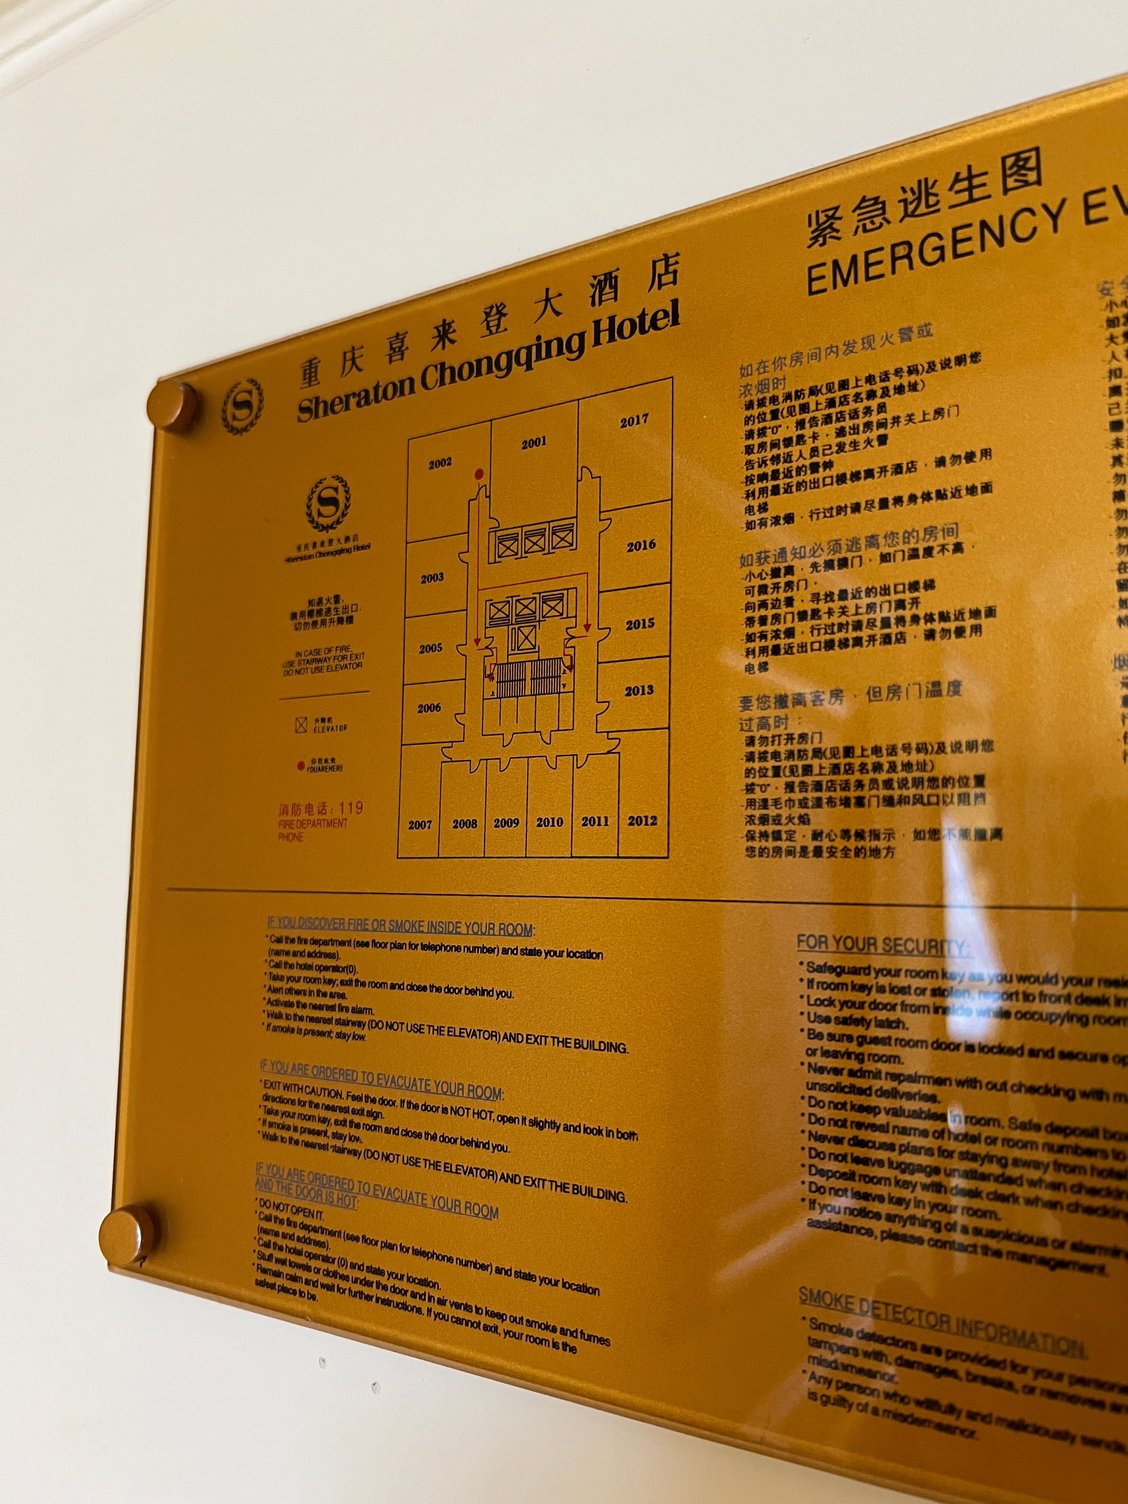 重庆喜来登大酒店
Sheraton Chongqing Hotel
S
紧急逃生图
EMERGENCY EV
S
重庆喜来登大酒店
Sheraton Chongqing Hotel
如遇火警,
请用楼梯逃生出口,
切勿使用升降机
IN CASE OF FIRE,
USE STAIRWAY FOR EXIT
DO NOT USE ELEVATOR
升降机
ELEVATOR
你在此处
YOUAREHERE
消防电话:119
FIRE DEPARTMENT
PHONE
2002
2001
2017
2003
2016
2005
2015
2006
2013
2007
2008
2009
2010
2011
2012
如在你房间内发现火警或
浓烟时
·请拨电消防局(见图上电话号码)及说明您
的位置(见图上酒店名称及地址)
·请拨"0",报告酒店话务员
·取房间锁匙卡,逃出房间并关上房门
·告诉邻近人员已发生火警
·按响最近的警钟
·利用最近的出口楼梯离开酒店,请勿使用
电梯
·如有浓烟,行过时请尽量将身体贴近地面
如获通知必须逃离您的房间
·小心撤离,先摸摸门,如门温度不高,
可微开房门,
·向两边看,寻找最近的出口楼梯
·带着房门锁匙卡关上房门离开
·如有浓烟,行过时请尽量将身体贴近地面
·利用最近出口楼梯离开酒店,请勿使用
电梯
要您撤离客房,但房门温度
过高时:
·请勿打开房门
·请拨电消防局(见图上电话号码)及说明您
的位置(见图上酒店名称及地址)
·拨"0",报告酒店话务员或说明您的位置
·用湿毛巾或湿布堵塞门缝和风口以阻挡
浓烟或火焰
·保持镇定,耐心等候指示,如您不能撤离
您的房间是最安全的地方
IF YOU DISCOVER FIRE OR SMOKE INSIDE YOUR ROOM:
* Call the fire department (see floor plan for telephone number) and state your location
(name and address).
* Call the hotel operator(0).
* Take your room key; exit the room and close the door behind you.
* Alert others in the area.
* Activate the nearest fire alarm.
* Walk to the nearest stairway (DO NOT USE THE ELEVATOR) AND EXIT THE BUILDING.
* If smoke is present; stay low.
IF YOU ARE ORDERED TO EVACUATE YOUR ROOM:
* EXIT WITH CAUTION. Feel the door. If the door is NOT HOT, open it slightly and look in both
directions for the nearest exit sign.
* Take your room key, exit the room and close the door behind you.
* If smoke is present, stay low.
* Walk to the nearest stairway (DO NOT USE THE ELEVATOR) AND EXIT THE BUILDING.
IF YOU ARE ORDERED TO EVACUATE YOUR ROOM
AND THE DOOR IS HOT:
* DO NOT OPEN IT.
* Call the fire department (see floor plan for telephone number) and state your location
(name and address).
* Call the hotel operator (0) and state your location.
* Stuff wet towels or clothes under the door and in air vents to keep out smoke and fumes
* Remain calm and wait for further instructions. If you cannot exit, your room is the
safest place to be.
FOR YOUR SECURITY:
* Safeguard your room key as you would your resi
* If room key is lost or stolen, report to front desk im
* Lock your door from inside while occupying room
* Use safety latch.
* Be sure guest room door is locked and secure op
or leaving room.
* Never admit repairmen with out checking with m
unsolicited deliveries.
* Do not keep valuables in room. Safe deposit box
* Do not reveal name of hotel or room numbers to
* Never discuss plans for staying away from hotel
* Do not leave luggage unattended when checkin
* Deposit room key with desk clerk when checking
* Do not leave key in your room.
* If you notice anything of a suspicious or alarmin
assistance, please contact the management.
SMOKE DETECTOR INFORMATION
* Smoke detectors are provided for your persona
tampers with, damages, breaks, or removes an
misdemeanor.
* Any person who willfully and maliciously sends,
is guilty of a misdemeanor.